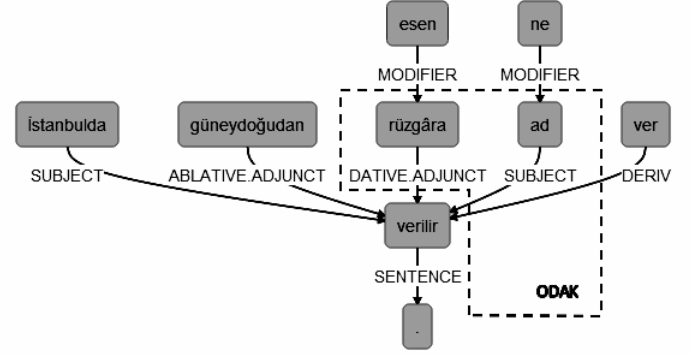 esen ne
MODIFIER MODIFIER
İstanbulda güneydoğudan rüzgâra ad ver
SUBJECT ABLATIVE.ADJUNCT DATIVE.ADJUNCT SUBJECT DERIV
verilir
SENTENCE
ODAK
.